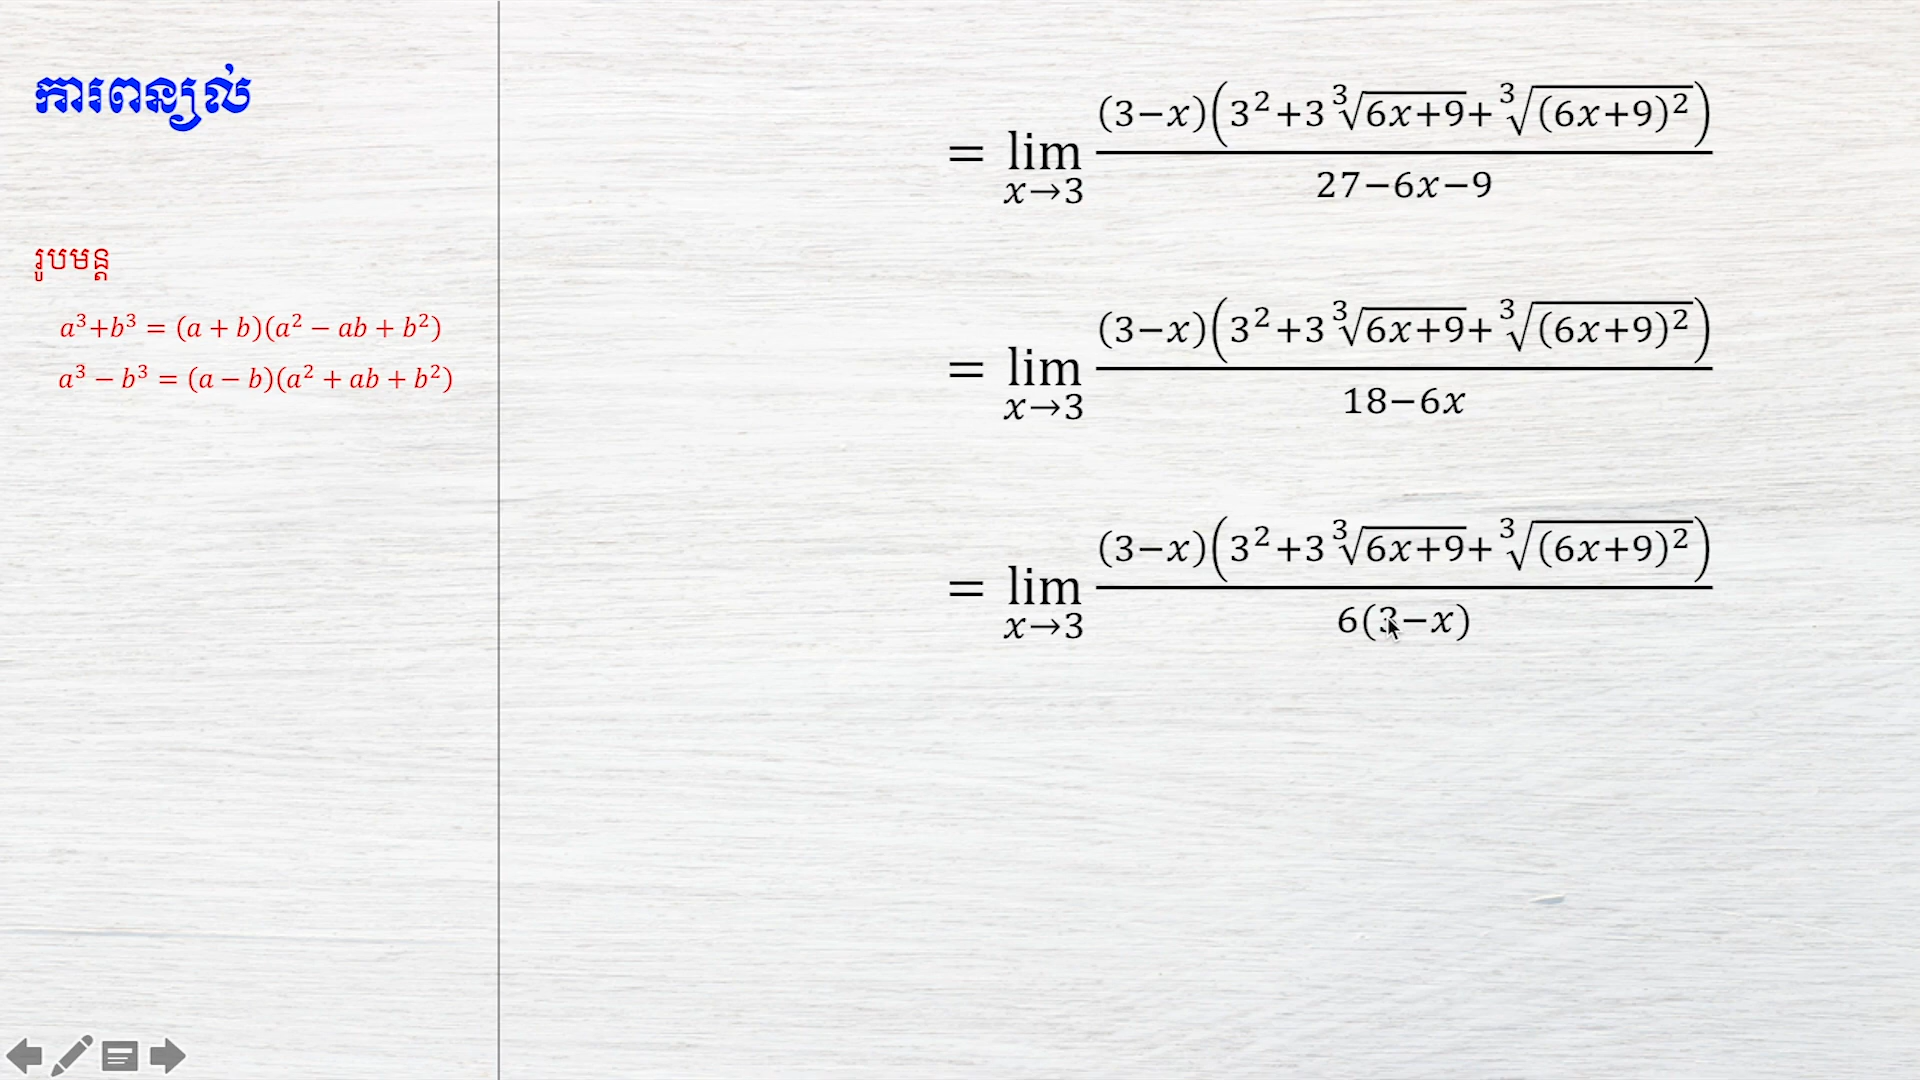 ការពន្យល់
រូបមន្ត
a³+b³ = (a + b)(a² − ab + b²)
a³ − b³ = (a − b)(a² + ab + b²)
= lim x→3 (3−x)(3²+3∛(6x+9)+∛((6x+9)²)) / 27−6x−9
= lim x→3 (3−x)(3²+3∛(6x+9)+∛((6x+9)²)) / 18−6x
= lim x→3 (3−x)(3²+3∛(6x+9)+∛((6x+9)²)) / 6(3−x)